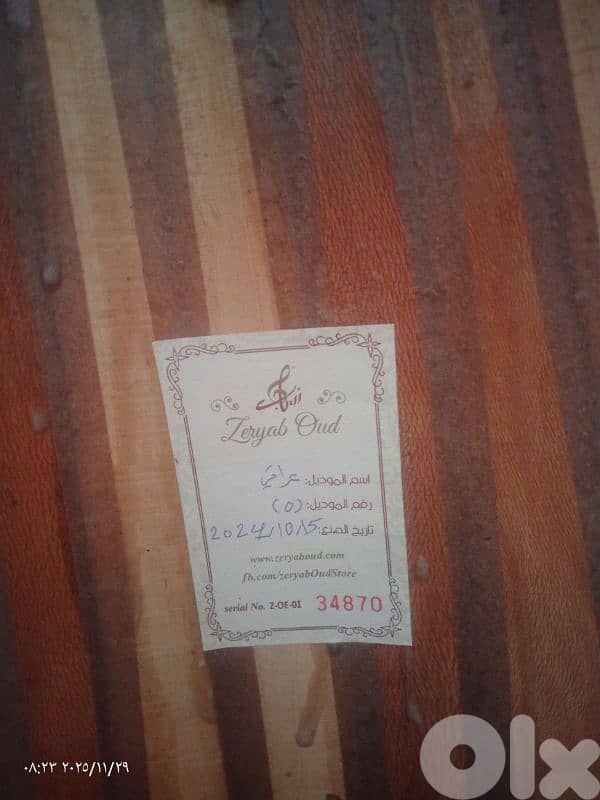 زرياب
Zeryab Oud
اسم الموديل: عراقي
رقم الموديل: (٥)
تاريخ الصنع: 2024/10/5
www.zeryaboud.com
fb.com/zeryabOudStore
serial No. Z-OE-01 34870
٠٨:٢٣ ٢٠٢٥/١١/٢٩
OLX